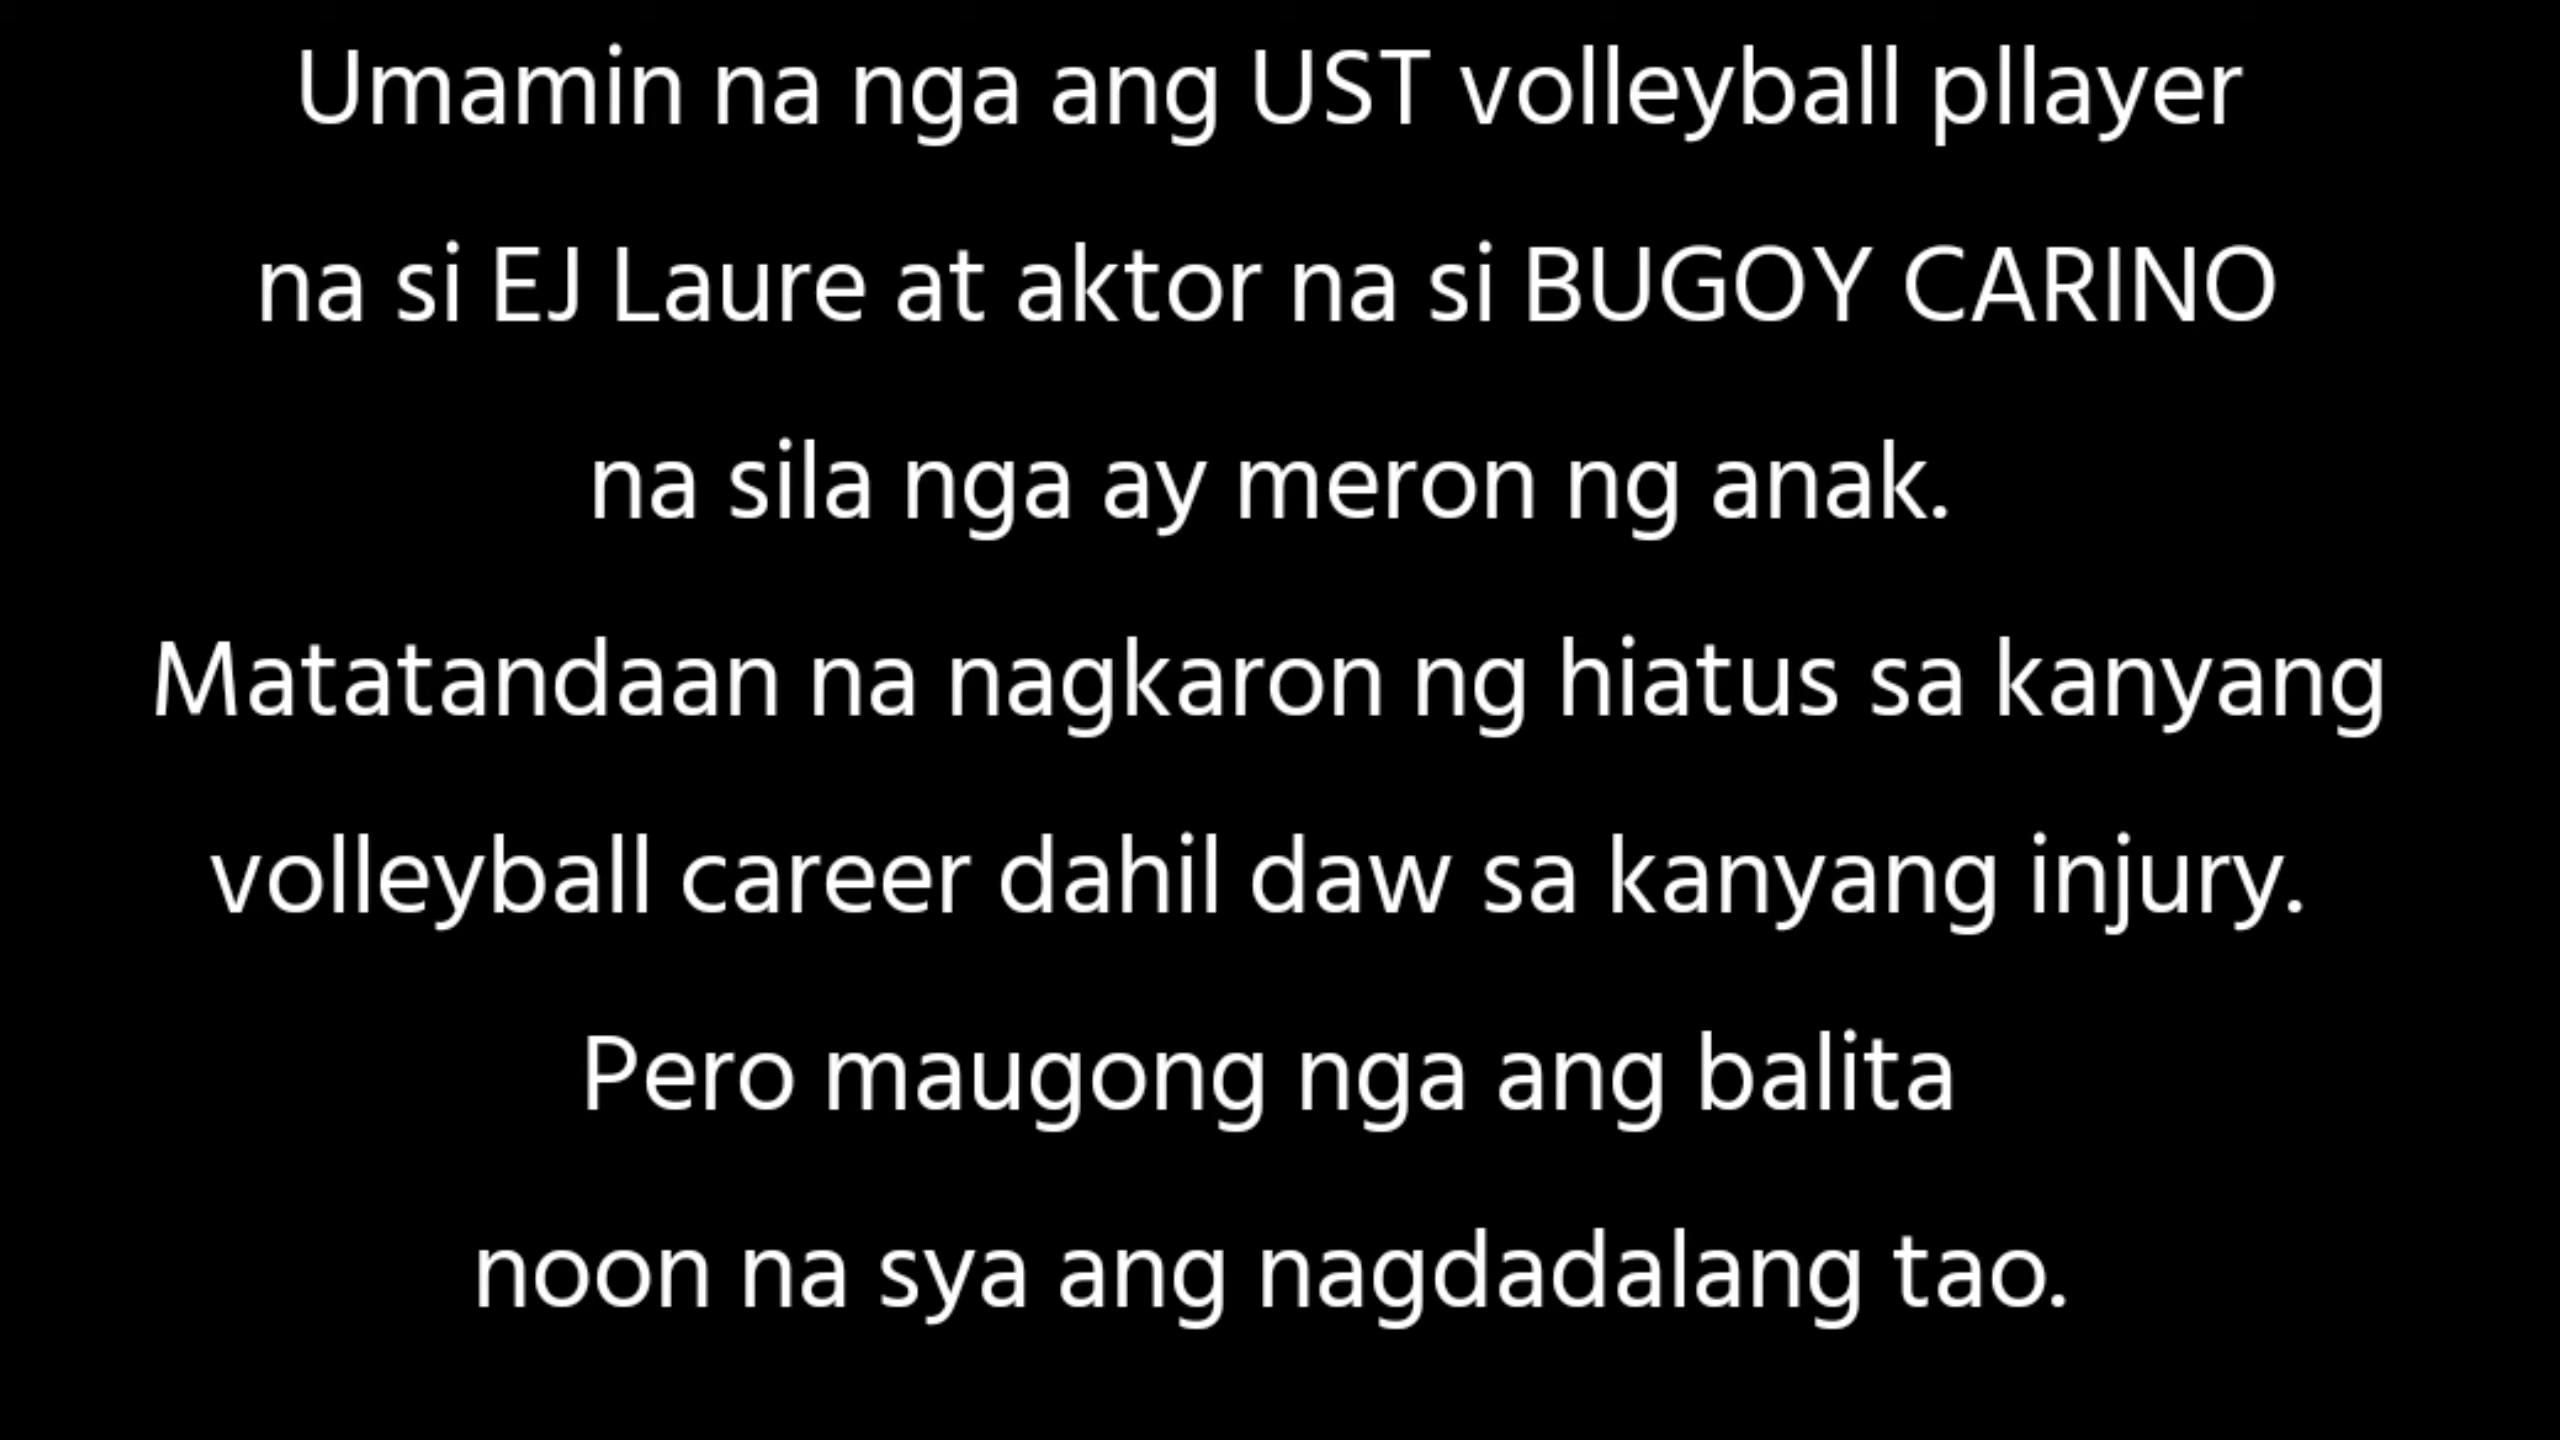 Umamin na nga ang UST volleyball pllayer
na si EJ Laure at aktor na si BUGOY CARINO
na sila nga ay meron ng anak.
Matatandaan na nagkaron ng hiatus sa kanyang
volleyball career dahil daw sa kanyang injury.
Pero maugong nga ang balita
noon na sya ang nagdadalang tao.